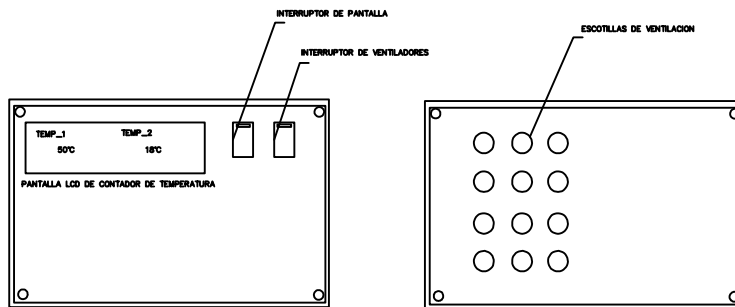 INTERRUPTOR DE PANTALLA
INTERRUPTOR DE VENTILADORES
ESCOTILLAS DE VENTILACION
TEMP_1 TEMP_2
50°C 18°C
PANTALLA LCD DE CONTADOR DE TEMPERATURA